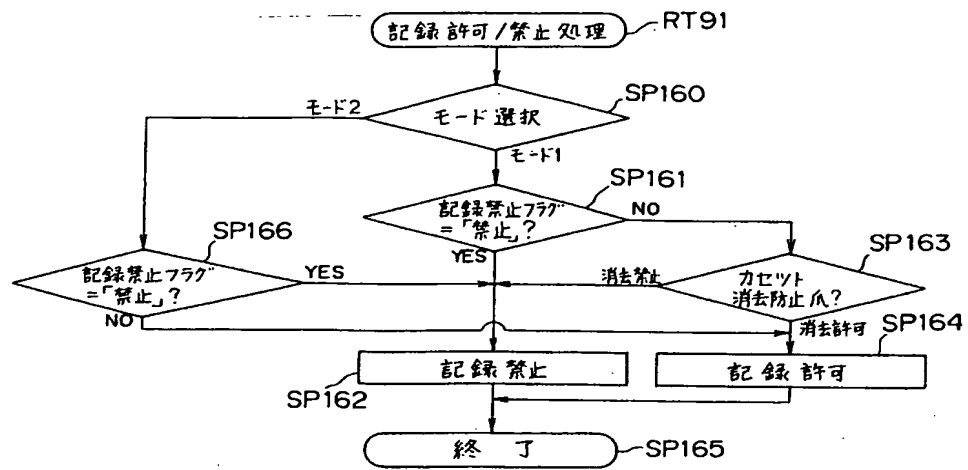 記録許可/禁止処理
RT91
SP160
モード2
モード選択
モード1
SP161
記録禁止フラグ
=「禁止」?
NO
YES
SP166
SP163
記録禁止フラグ
=「禁止」?
YES
NO
消去禁止
カセット
消去防止爪?
消去許可
SP164
記録禁止
記録許可
SP162
終了
SP165